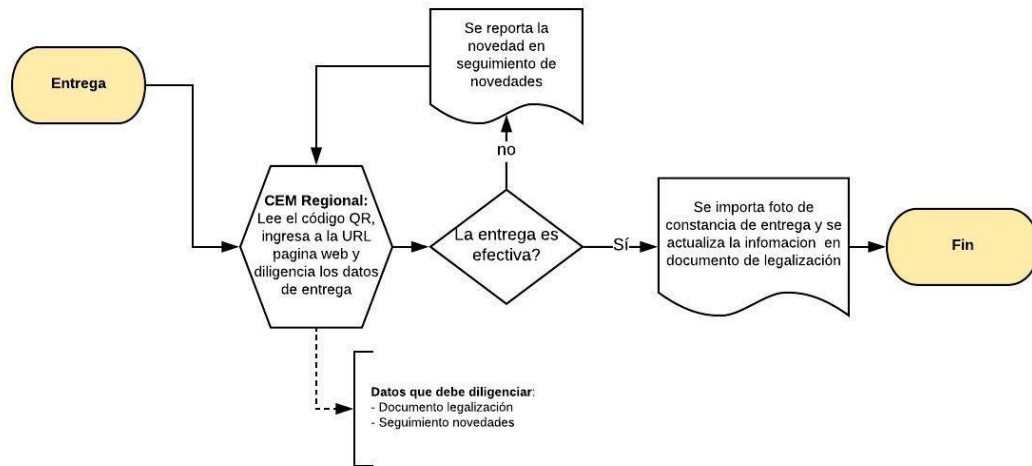 Entrega
Se reporta la
novedad en
seguimiento de
novedades
no
CEM Regional:
Lee el código QR,
ingresa a la URL
pagina web y
diligencia los datos
de entrega
La entrega es
efectiva?
Sí
Se importa foto de
constancia de entrega y se
actualiza la infomacion en
documento de legalización
Fin
Datos que debe diligenciar:
- Documento legalización
- Seguimiento novedades